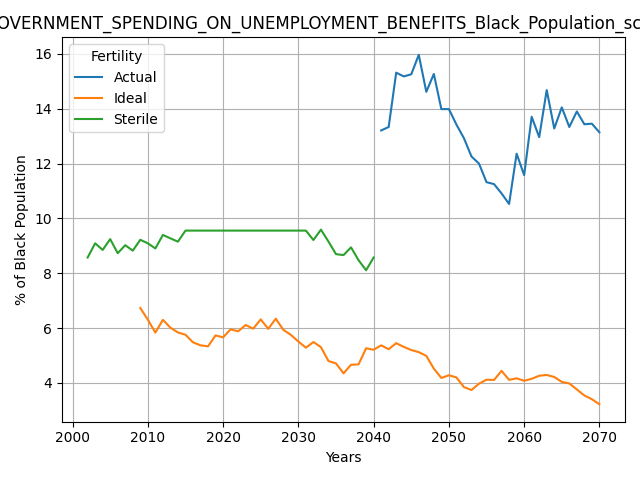 OVERNMENT_SPENDING_ON_UNEMPLOYMENT_BENEFITS_Black_Population_sc
Fertility
Actual
Ideal
Sterile
% of Black Population
16
14
12
10
8
6
4
2000 2010 2020 2030 2040 2050 2060 2070
Years